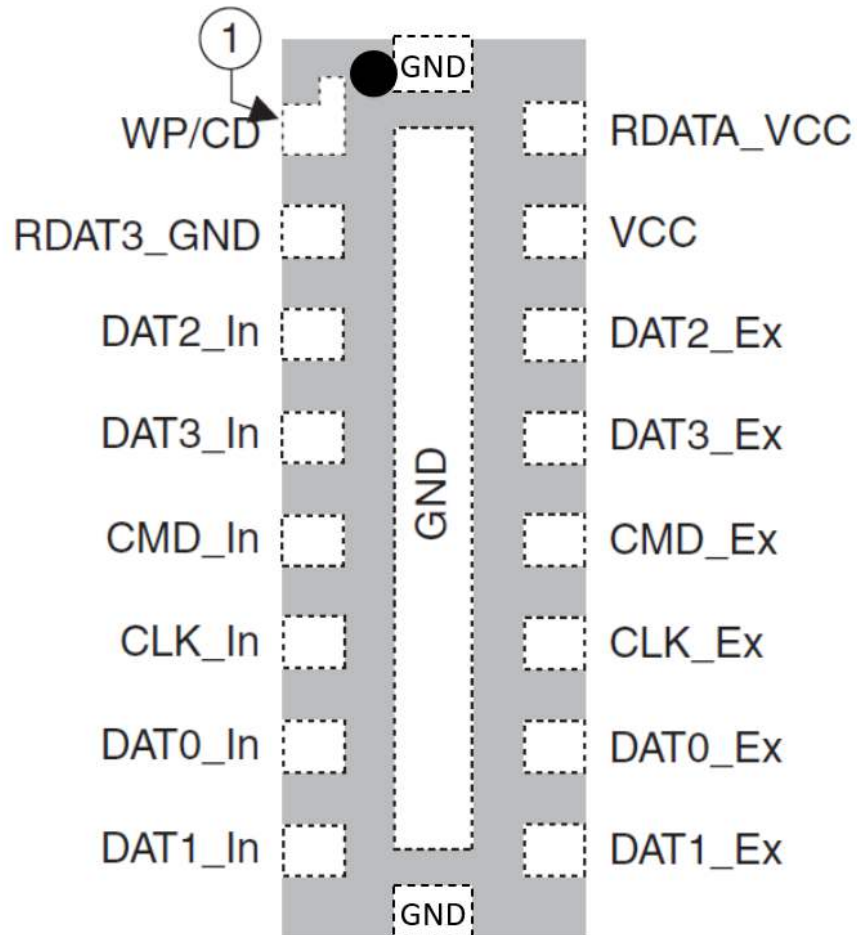 1
GND
WP/CD
RDATA_VCC
RDAT3_GND
VCC
DAT2_In
DAT2_Ex
DAT3_In
DAT3_Ex
GND
CMD_In
CMD_Ex
CLK_In
CLK_Ex
DAT0_In
DAT0_Ex
DAT1_In
DAT1_Ex
GND